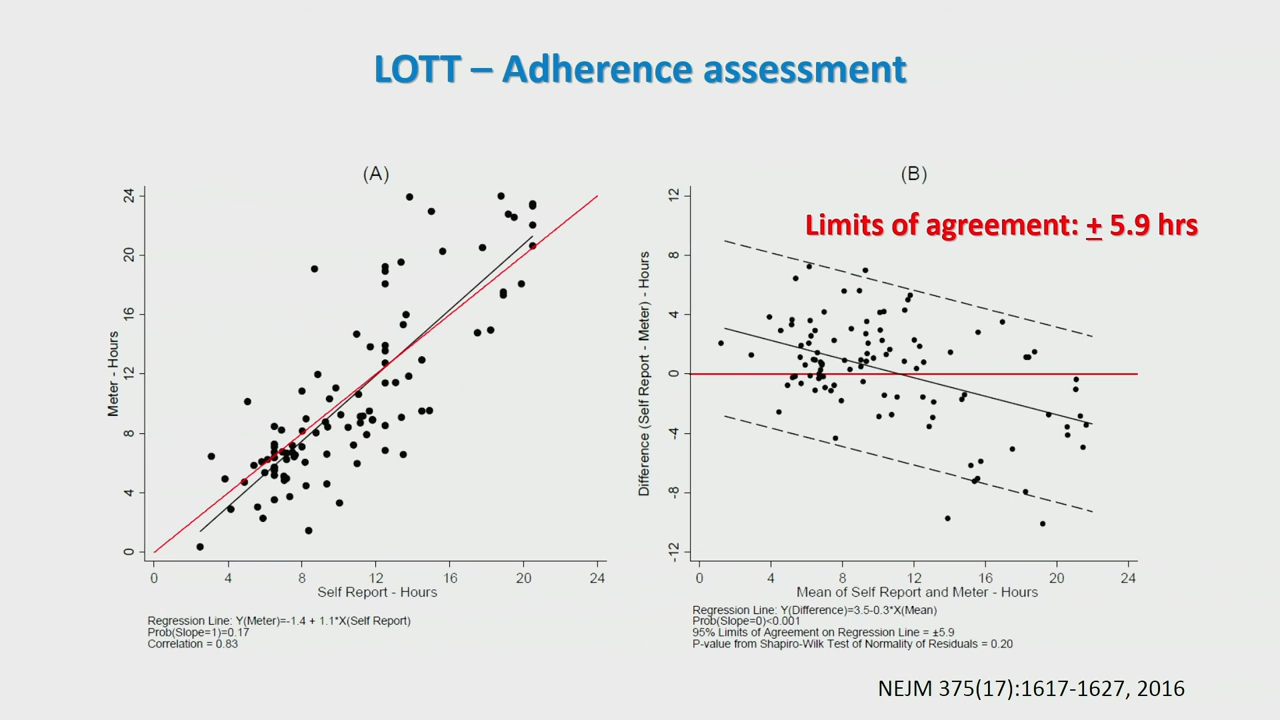 LOTT – Adherence assessment
(A)
Meter - Hours
24
20
16
12
8
4
0
0 4 8 12 16 20 24
Self Report - Hours
Regression Line: Y(Meter)=-1.4 + 1.1*X(Self Report)
Prob(Slope=1)=0.17
Correlation = 0.83
(B)
Limits of agreement: + 5.9 hrs
Difference (Self Report - Meter) - Hours
12
8
4
0
-4
-8
-12
0 4 8 12 16 20 24
Mean of Self Report and Meter - Hours
Regression Line: Y(Difference)=3.5-0.3*X(Mean)
Prob(Slope=0)<0.001
95% Limits of Agreement on Regression Line = ±5.9
P-value from Shapiro-Wilk Test of Normality of Residuals = 0.20
NEJM 375(17):1617-1627, 2016